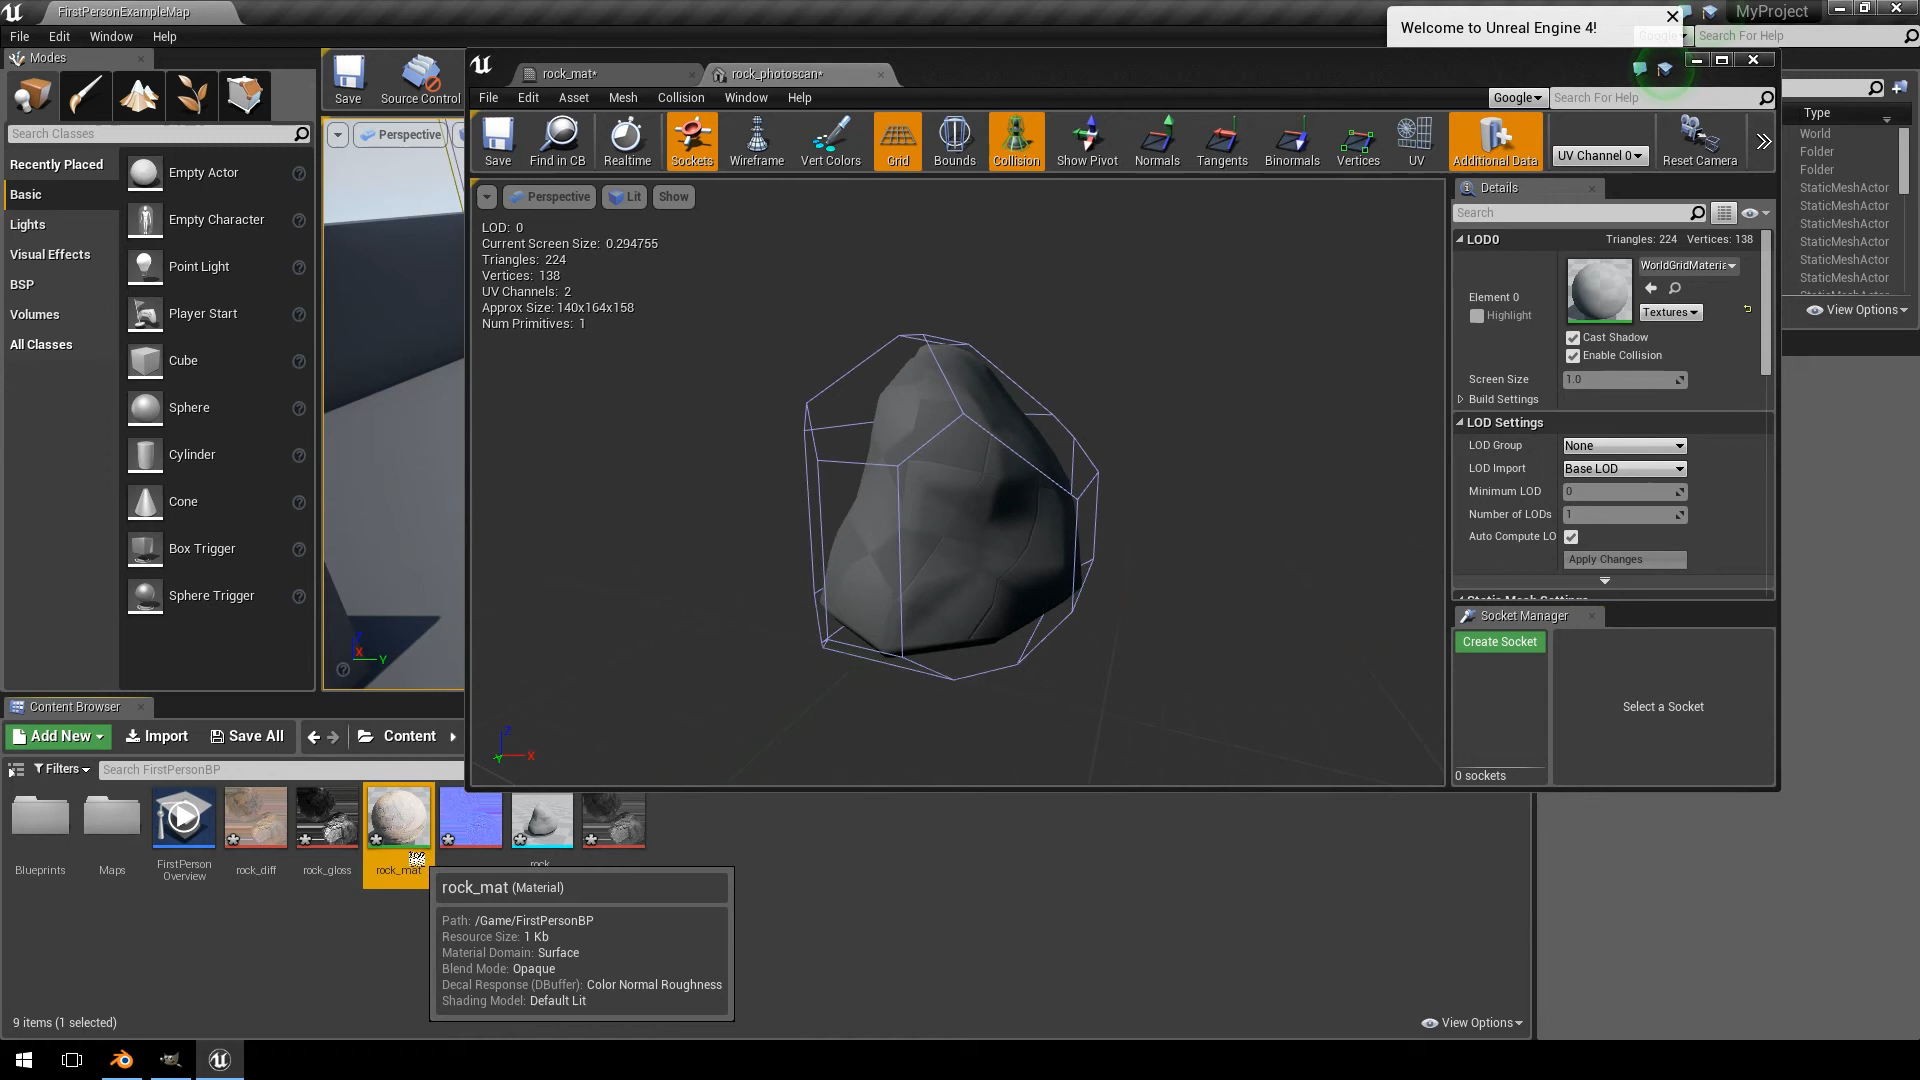 FirstPersonExampleMap
Welcome to Unreal Engine 4!
MyProject
File Edit Window Help
Google
Search For Help
Modes
Save
Source Control
Search Classes
Recently Placed
Basic
Lights
Visual Effects
BSP
Volumes
All Classes
Empty Actor
Empty Character
Point Light
Player Start
Cube
Sphere
Cylinder
Cone
Box Trigger
Sphere Trigger
Perspective
Z
X
Y
rock_mat*
rock_photoscan*
File Edit Asset Mesh Collision Window Help
Google
Search For Help
Save
Find in CB
Realtime
Sockets
Wireframe
Vert Colors
Grid
Bounds
Collision
Show Pivot
Normals
Tangents
Binormals
Vertices
UV
Additional Data
UV Channel 0
Reset Camera
Perspective
Lit
Show
LOD: 0
Current Screen Size: 0.294755
Triangles: 224
Vertices: 138
UV Channels: 2
Approx Size: 140x164x158
Num Primitives: 1
Z
Y
X
Details
Search
LOD0
Triangles: 224 Vertices: 138
Element 0
Highlight
WorldGridMateria
Textures
Cast Shadow
Enable Collision
Screen Size
1.0
Build Settings
LOD Settings
LOD Group
None
LOD Import
Base LOD
Minimum LOD
0
Number of LODs
1
Auto Compute LO
Apply Changes
Static Mesh Settings
Socket Manager
Create Socket
Select a Socket
0 sockets
Type
World
Folder
Folder
StaticMeshActor
StaticMeshActor
StaticMeshActor
StaticMeshActor
StaticMeshActor
StaticMeshActor
View Options
Content Browser
Add New
Import
Save All
Content
Filters
Search FirstPersonBP
Blueprints
Maps
FirstPerson
Overview
rock_diff
rock_gloss
rock_mat
rock
rock_mat (Material)
Path: /Game/FirstPersonBP
Resource Size: 1 Kb
Material Domain: Surface
Blend Mode: Opaque
Decal Response (DBuffer): Color Normal Roughness
Shading Model: Default Lit
9 items (1 selected)
View Options